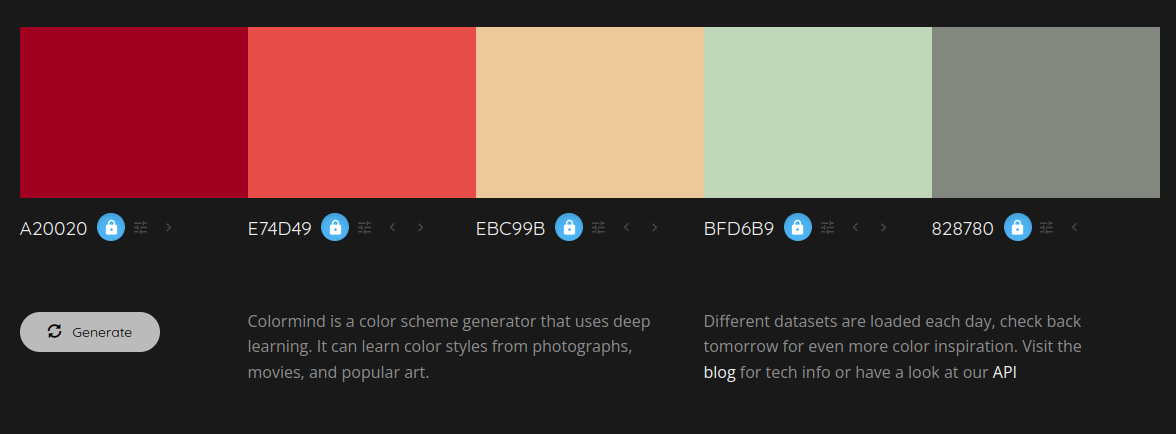 A20020
E74D49
EBC99B
BFD6B9
828780
Generate
Colormind is a color scheme generator that uses deep
learning. It can learn color styles from photographs,
movies, and popular art.
Different datasets are loaded each day, check back
tomorrow for even more color inspiration. Visit the
blog for tech info or have a look at our API